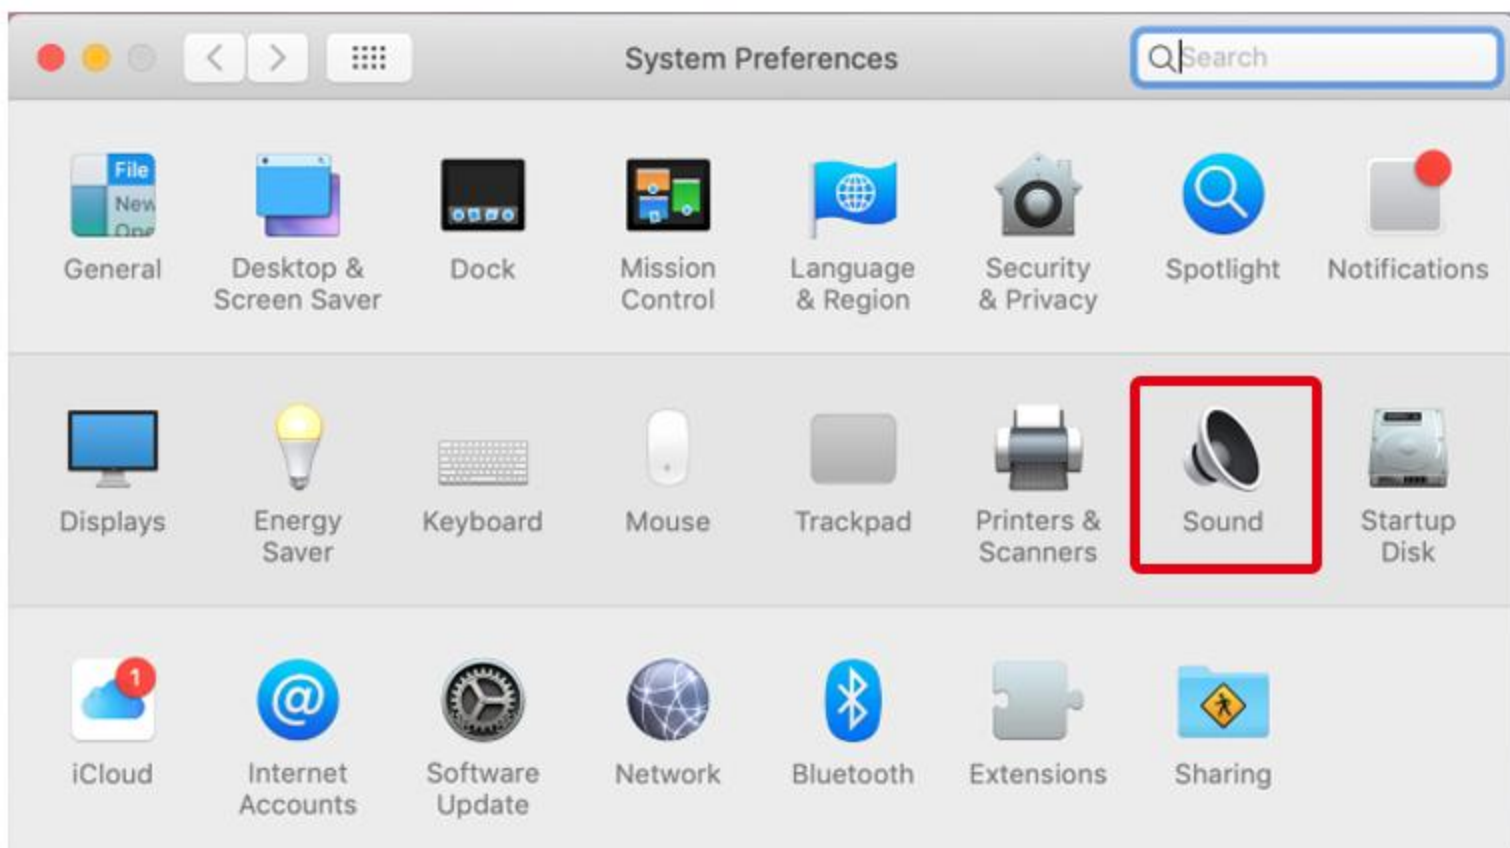 System Preferences
Search
File
New
Ope
General
Desktop &
Screen Saver
Dock
Mission
Control
Language
& Region
Security
& Privacy
Spotlight
Notifications
Displays
Energy
Saver
Keyboard
Mouse
Trackpad
Printers &
Scanners
Sound
Startup
Disk
1
iCloud
@
Internet
Accounts
Software
Update
Network
Bluetooth
Extensions
Sharing